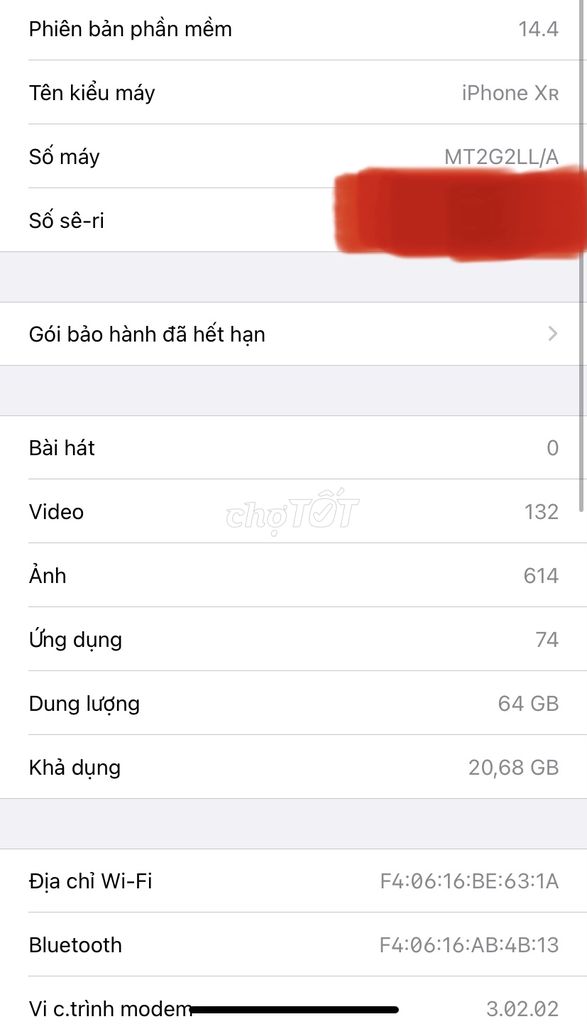 Phiên bản phần mềm 14.4
Tên kiểu máy iPhone XR
Số máy MT2G2LL/A
Số sê-ri
Gói bảo hành đã hết hạn
Bài hát 0
Video 132
chợTỐT
Ảnh 614
Ứng dụng 74
Dung lượng 64 GB
Khả dụng 20,68 GB
Địa chỉ Wi-Fi F4:06:16:BE:63:1A
Bluetooth F4:06:16:AB:4B:13
Vi c.trình modem 3.02.02